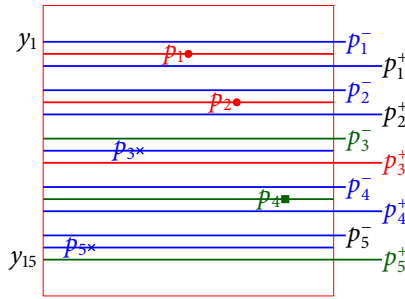 y₁ p₁⁻
p₁ p₁⁺
p₂⁻
p₂ p₂⁺
p₃⁻
p₃ p₃⁺
p₄⁻
p₄ p₄⁺
p₅⁻
p₅
y₁₅ p₅⁺